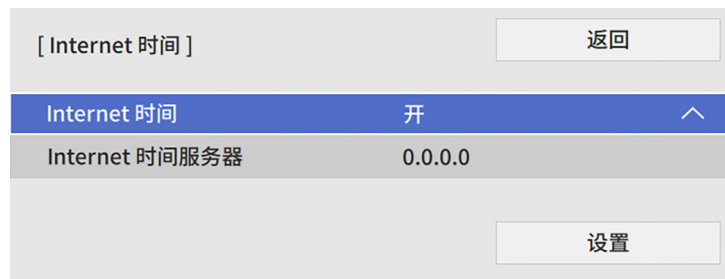 [ Internet 时间 ]
返回
Internet 时间 开
Internet 时间服务器 0.0.0.0
设置